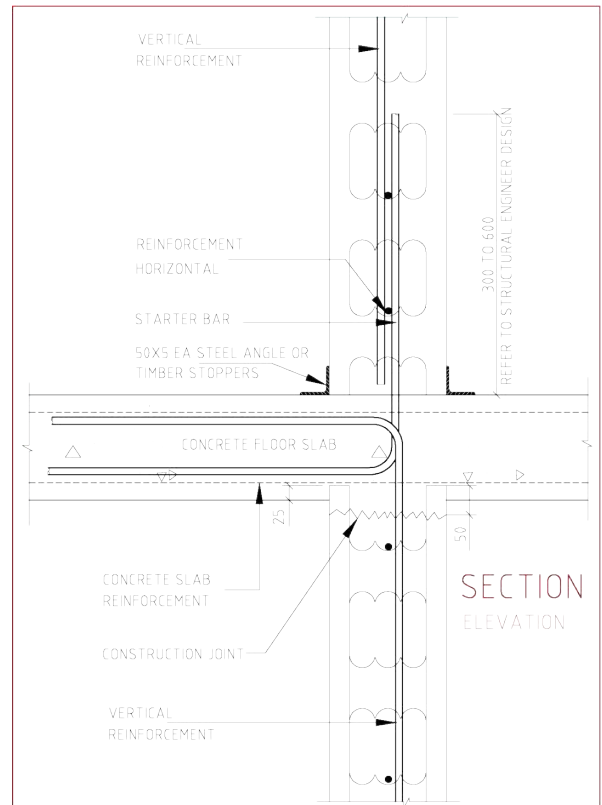 VERTICAL
REINFORCEMENT
300 TO 600
REFER TO STRUCTURAL ENGINEER DESIGN
REINFORCEMENT
HORIZONTAL
STARTER BAR
50X5 EA STEEL ANGLE OR
TIMBER STOPPERS
CONCRETE FLOOR SLAB
25
50
CONCRETE SLAB
REINFORCEMENT
SECTION
ELEVATION
CONSTRUCTION JOINT
VERTICAL
REINFORCEMENT